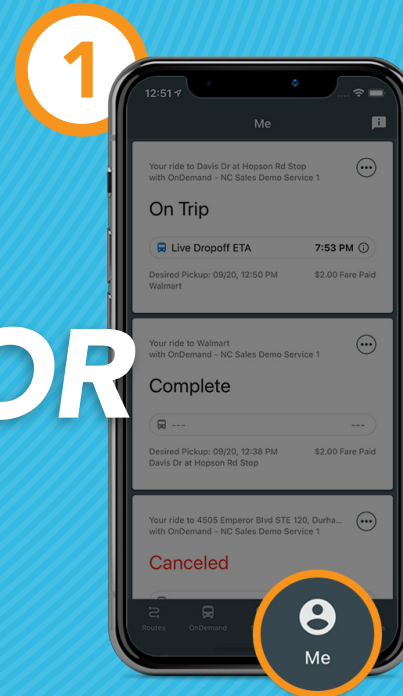 1
12:51
Me
Your ride to Davis Dr at Hopson Rd Stop
with OnDemand - NC Sales Demo Service 1
On Trip
Live Dropoff ETA 7:53 PM
Desired Pickup: 09/20, 12:50 PM $2.00 Fare Paid
Walmart
OR
Your ride to Walmart
with OnDemand - NC Sales Demo Service 1
Complete
--- ---
Desired Pickup: 09/20, 12:38 PM $2.00 Fare Paid
Davis Dr at Hopson Rd Stop
Your ride to 4505 Emperor Blvd STE 120, Durha...
with OnDemand - NC Sales Demo Service 1
Canceled
Routes OnDemand
Me